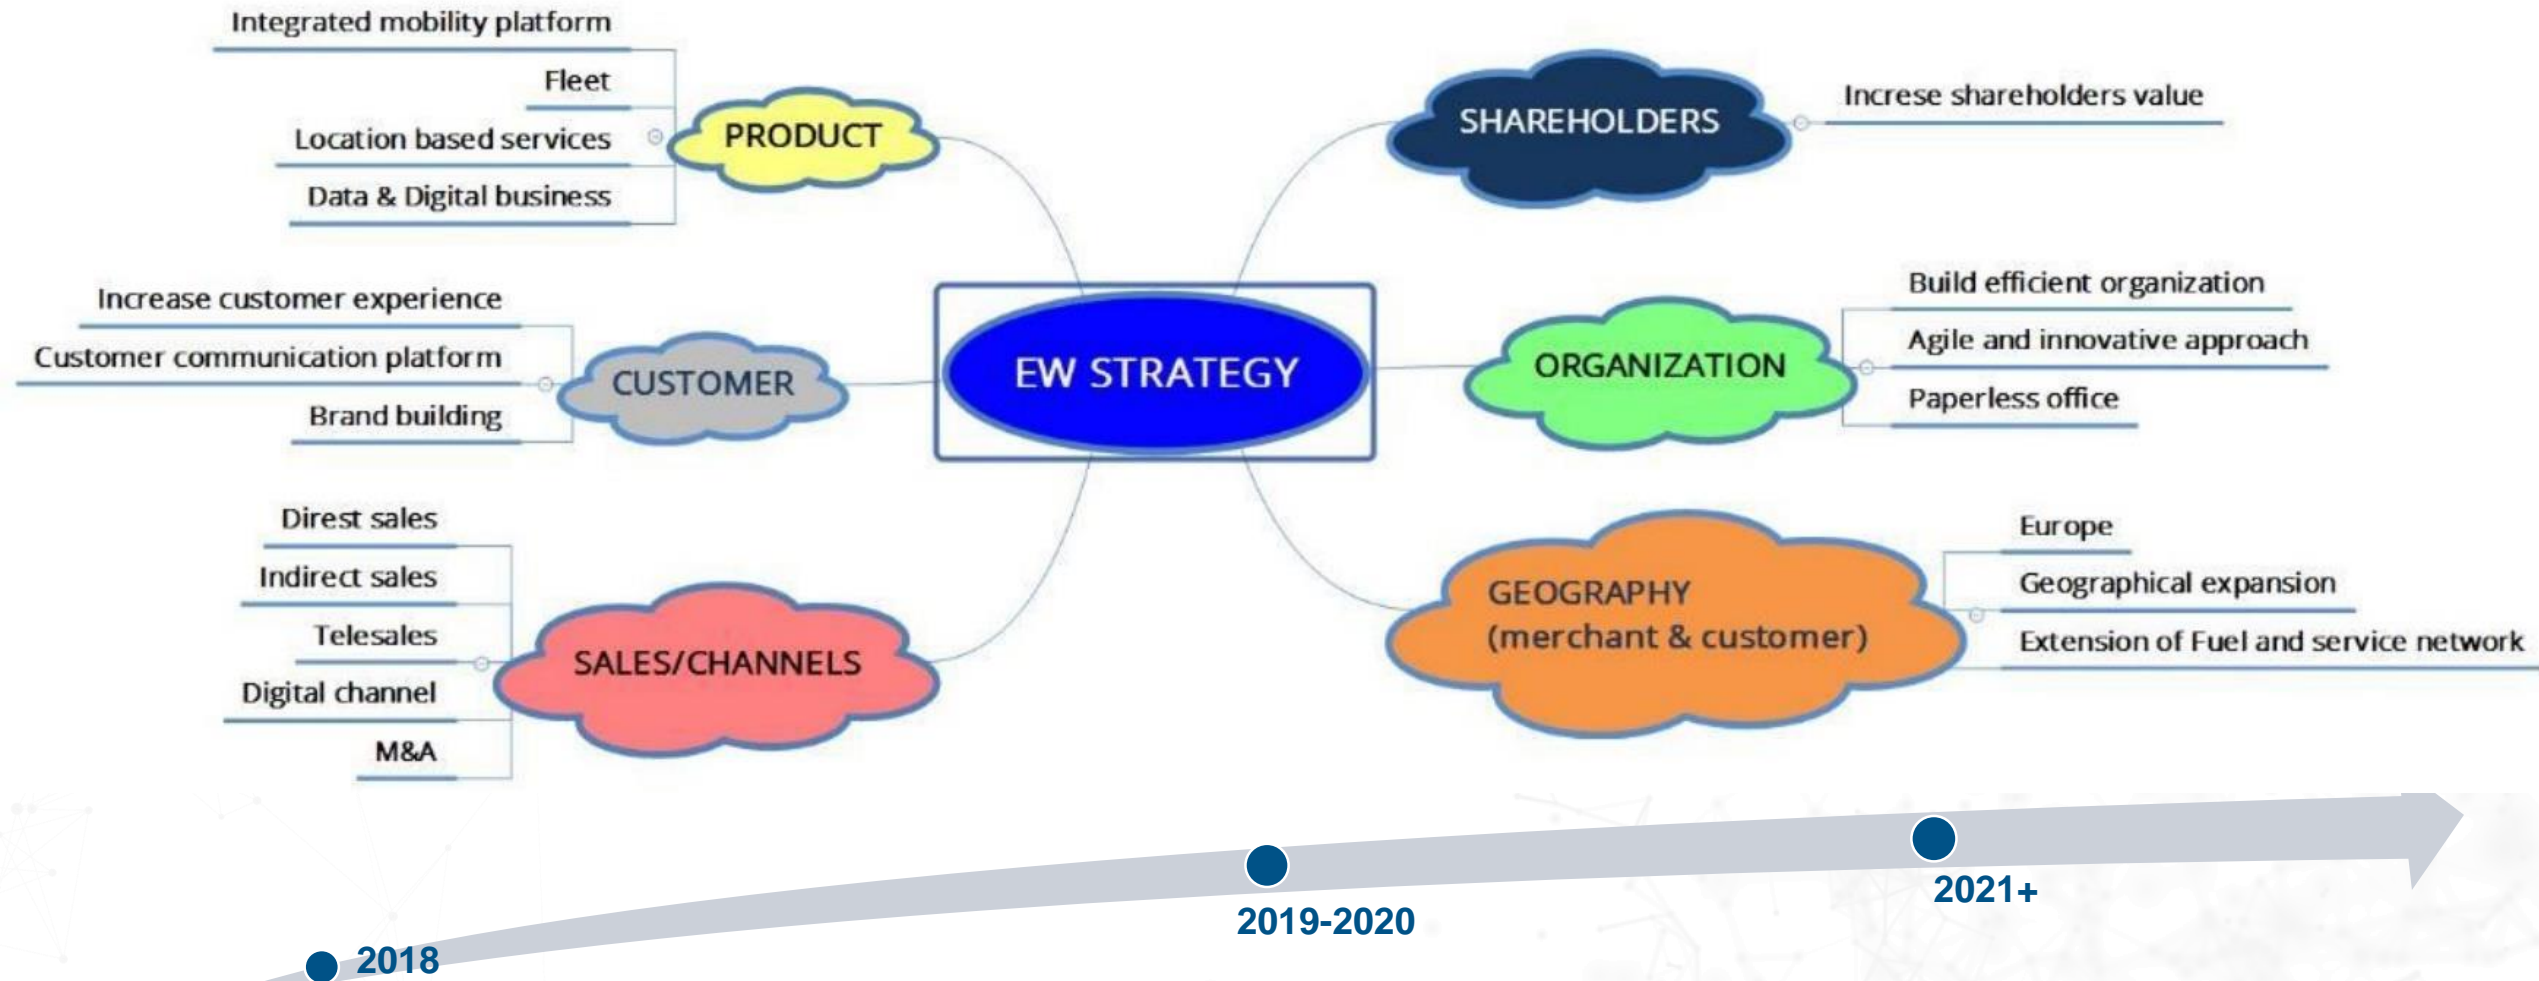 Integrated mobility platform
Fleet
Location based services
Data & Digital business
PRODUCT
Increase customer experience
Customer communication platform
Brand building
CUSTOMER
Direst sales
Indirect sales
Telesales
Digital channel
M&A
SALES/CHANNELS
EW STRATEGY
SHAREHOLDERS
Increse shareholders value
ORGANIZATION
Build efficient organization
Agile and innovative approach
Paperless office
GEOGRAPHY
(merchant & customer)
Europe
Geographical expansion
Extension of Fuel and service network
2018
2019-2020
2021+